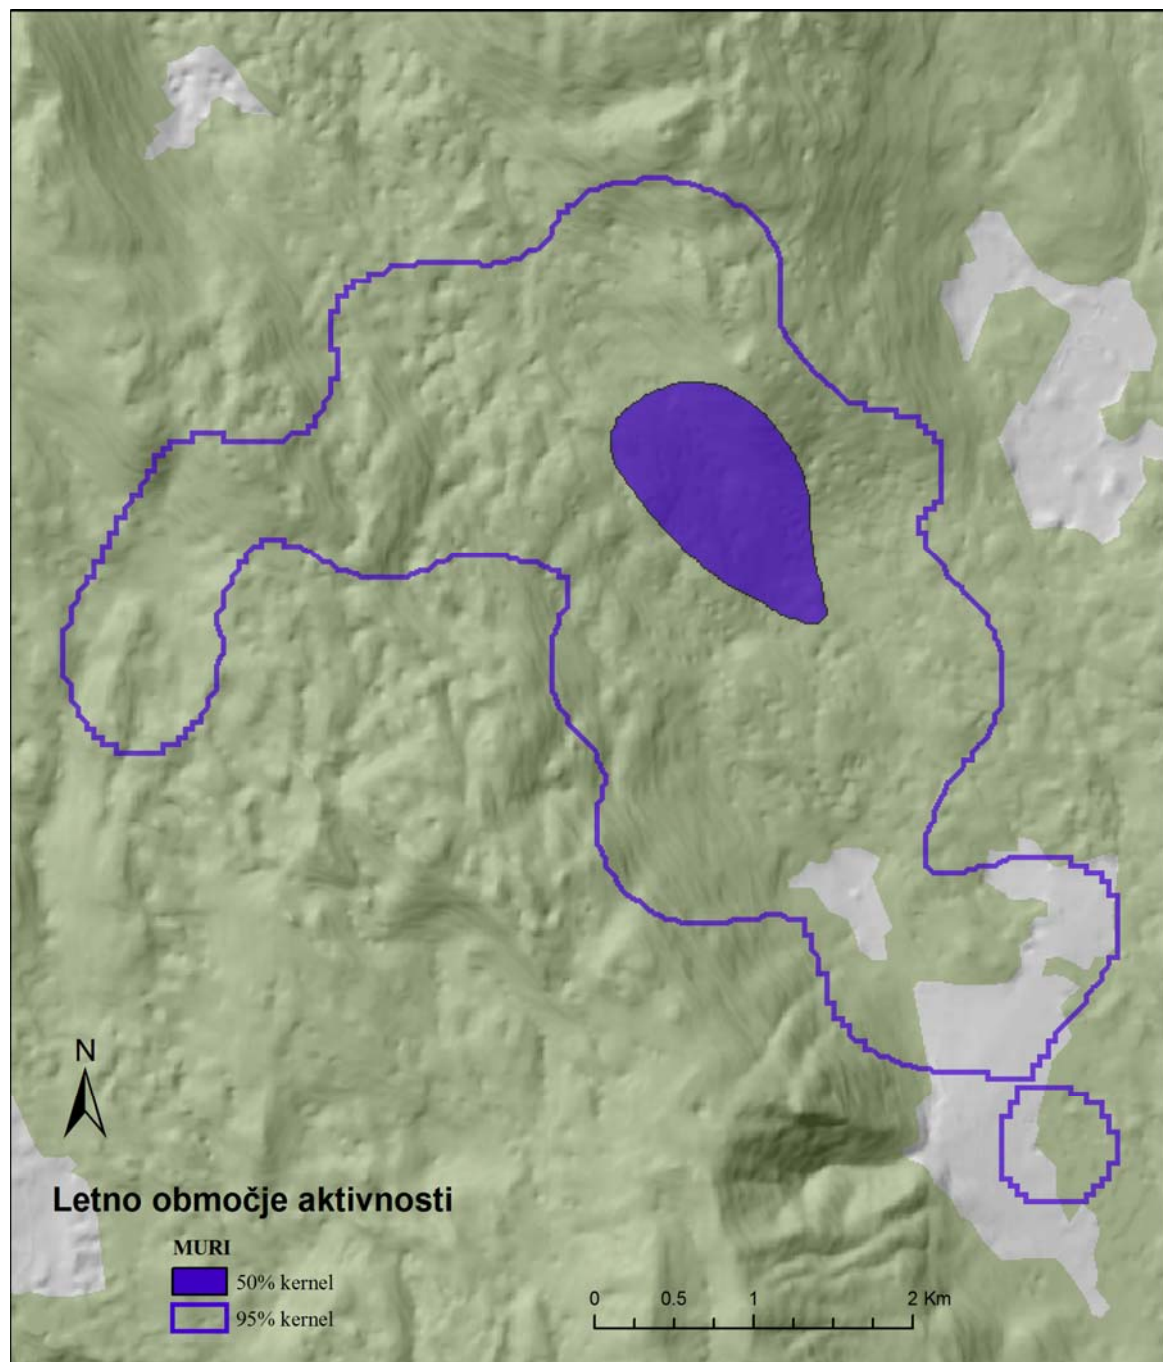 N
Letno območje aktivnosti
MURI
50% kernel
95% kernel
0 0.5 1 2 Km